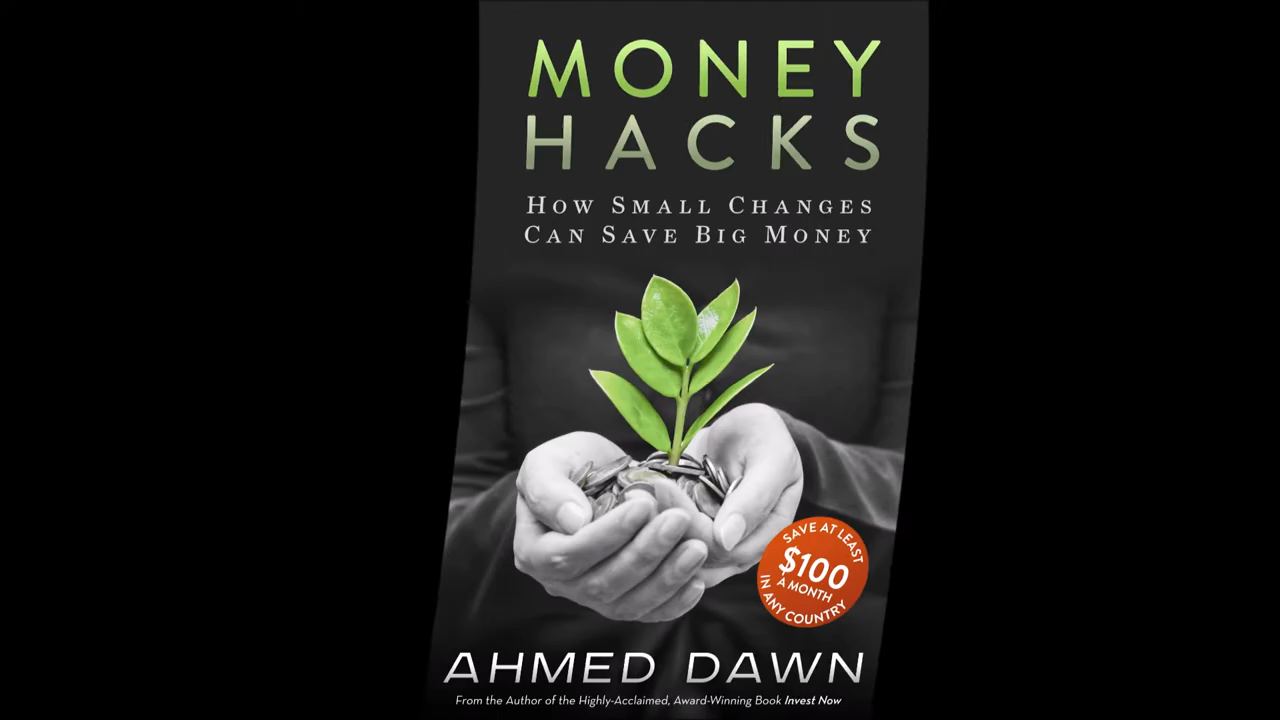 MONEY
HACKS
HOW SMALL CHANGES
CAN SAVE BIG MONEY
SAVE AT LEAST
$100
A MONTH
IN ANY COUNTRY
AHMED DAWN
From the Author of the Highly-Acclaimed, Award-Winning Book Invest Now